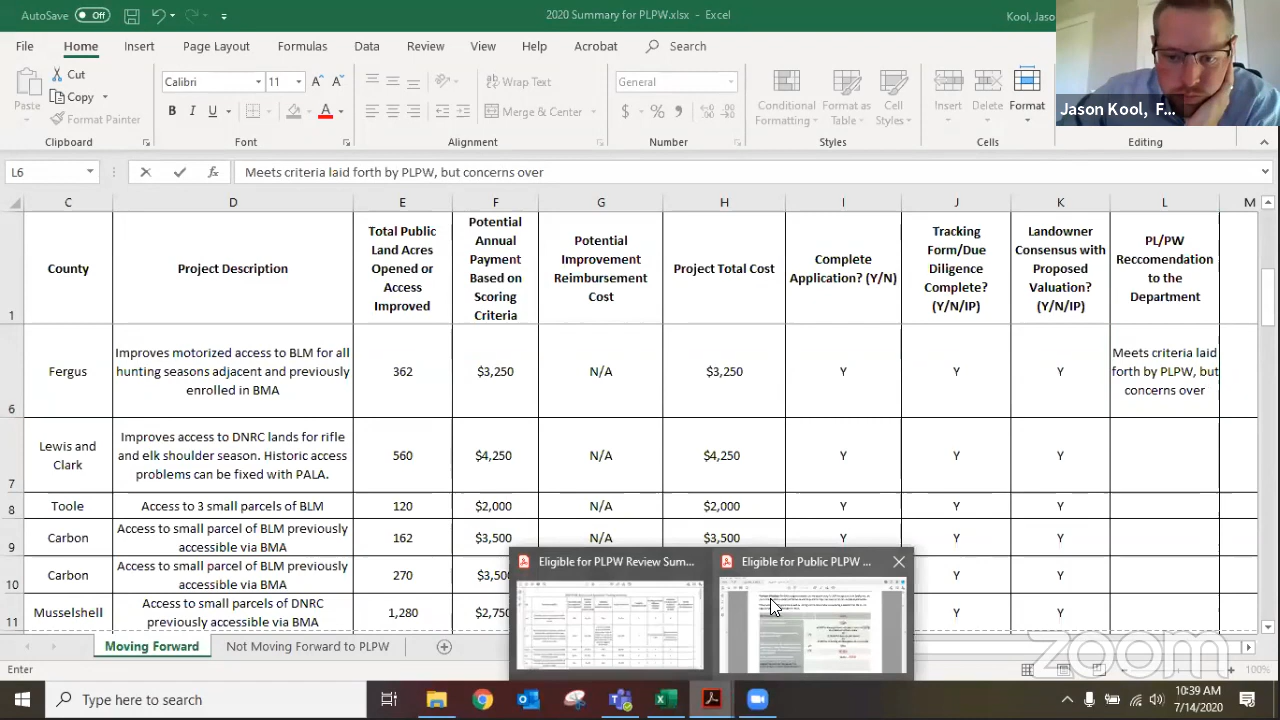 AutoSave Off 2020 Summary for PLPW.xlsx - Excel Kool, Jaso
File Home Insert Page Layout Formulas Data Review View Help Acrobat Search
Paste Cut Copy Format Painter
Calibri 11 B I U
Wrap Text Merge & Center
General $ %
Conditional Formatting Format as Table Cell Styles
Insert Delete Format
Clipboard Font Alignment Number Styles Cells Editing
Jason Kool, F...
L6 fx Meets criteria laid forth by PLPW, but concerns over
C D E F G H I J K L M
1
County
Project Description
Total Public
Land Acres
Opened or
Access
Improved
Potential
Annual
Payment
Based on
Scoring
Criteria
Potential
Improvement
Reimbursement
Cost
Project Total Cost
Complete
Application? (Y/N)
Tracking
Form/Due
Diligence
Complete?
(Y/N/IP)
Landowner
Consensus with
Proposed
Valuation?
(Y/N/IP)
PL/PW
Reccomendation
to the
Department
6
Fergus
Improves motorized access to BLM for all
hunting seasons adjacent and previously
enrolled in BMA
362 $3,250 N/A $3,250 Y Y Y
Meets criteria laid
forth by PLPW, but
concerns over
7
Lewis and
Clark
Improves access to DNRC lands for rifle
and elk shoulder season. Historic access
problems can be fixed with PALA.
560 $4,250 N/A $4,250 Y Y Y
8 Toole Access to 3 small parcels of BLM 120 $2,000 N/A $2,000 Y Y Y
9 Carbon
Access to small parcel of BLM previously
accessible via BMA
162 $3,500 N/A $3,500 Y Y Y
10 Carbon
Access to small parcel of BLM previously
accessible via BMA
270 $3,500 Y Y
11 Musselshell
Access to small parcels of DNRC
previously accessible via BMA
1,280 $2,750 Y Y
Eligible for PLPW Review Sum...
Eligible for Public PLPW ...
Moving Forward Not Moving Forward to PLPW
Enter 100%
zoom
Type here to search
10:39 AM
7/14/2020